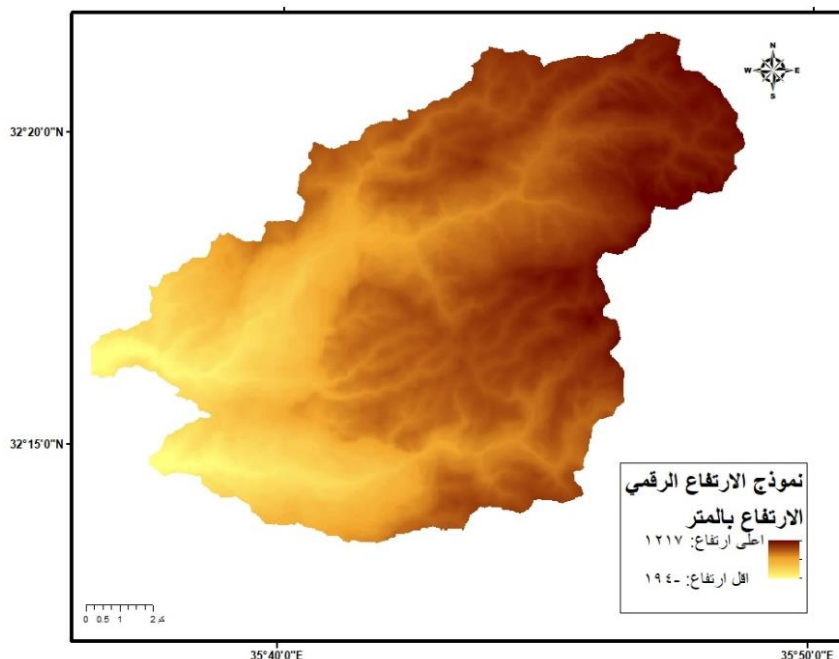 N
W E
S
32°20'0"N
32°15'0"N
نموذج الارتفاع الرقمي
الارتفاع بالمتر
اعلى ارتفاع: ١٢١٧
اقل ارتفاع: ١٩٤-
0 0.5 1 2
35°40'0"E
35°50'0"E